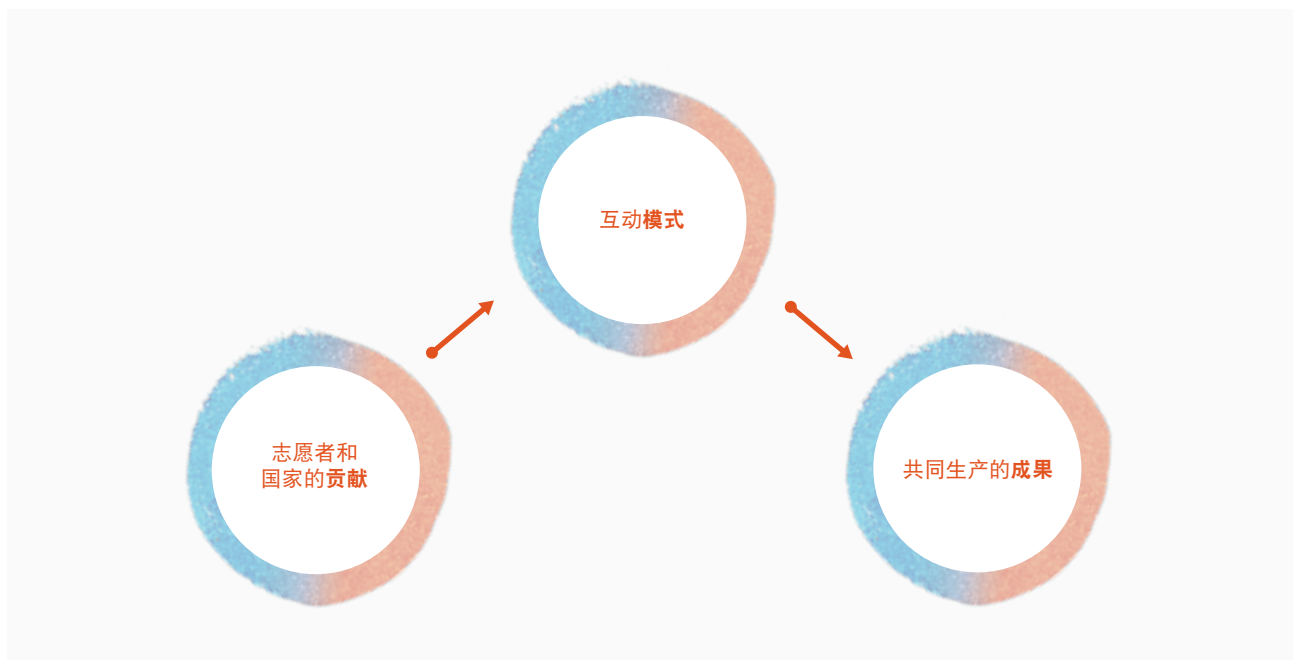 互动模式
志愿者和
国家的贡献
共同生产的成果